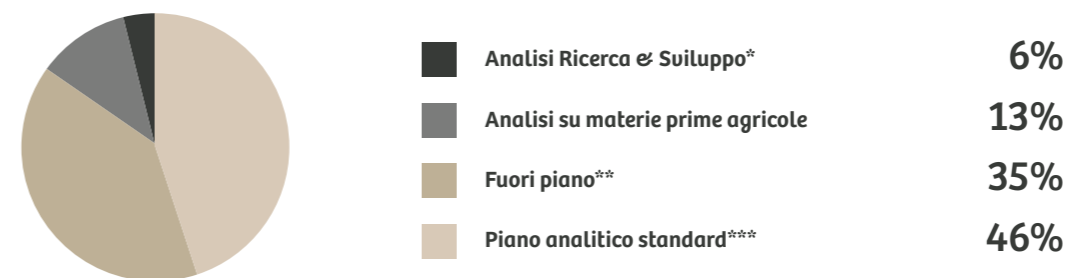 Analisi Ricerca & Sviluppo* 6%
Analisi su materie prime agricole 13%
Fuori piano** 35%
Piano analitico standard*** 46%